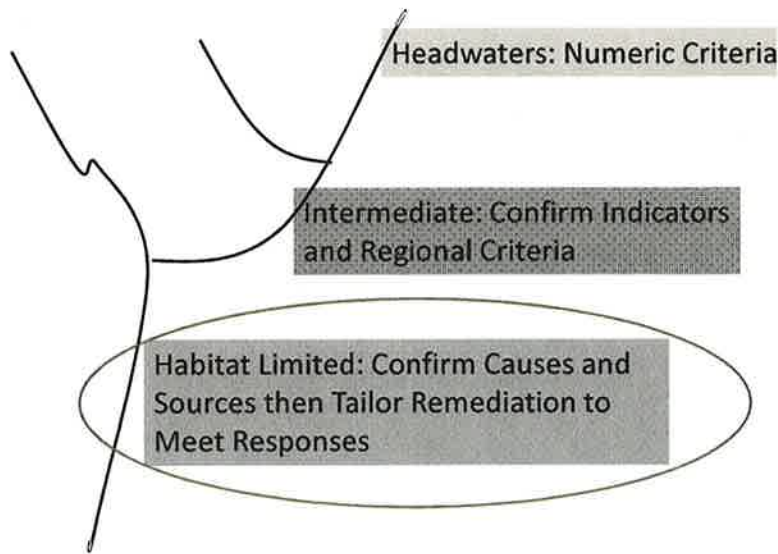 Headwaters: Numeric Criteria
Intermediate: Confirm Indicators
and Regional Criteria
Habitat Limited: Confirm Causes and
Sources then Tailor Remediation to
Meet Responses